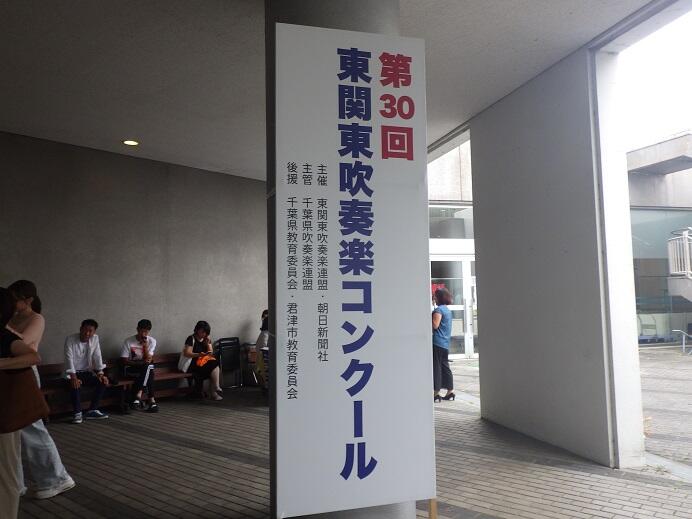 第30回
東関東吹奏楽コンクール
主催 東関東吹奏楽連盟・朝日新聞社
主管 千葉県吹奏楽連盟
後援 千葉県教育委員会・君津市教育委員会